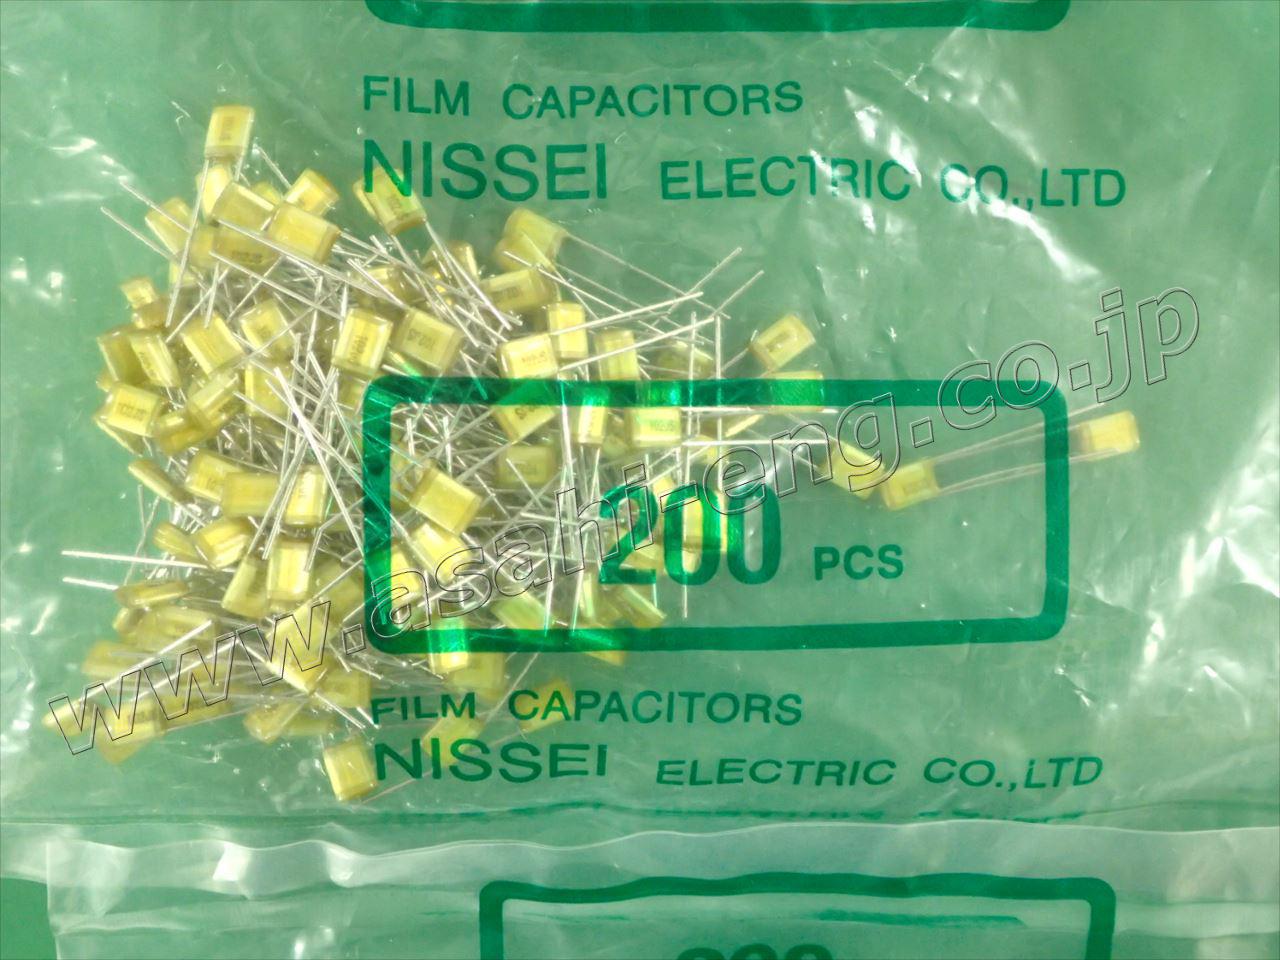 FILM CAPACITORS
NISSEI ELECTRIC CO.,LTD
200 PCS
www.asahi-eng.co.jp
FILM CAPACITORS
NISSEI ELECTRIC CO.,LTD